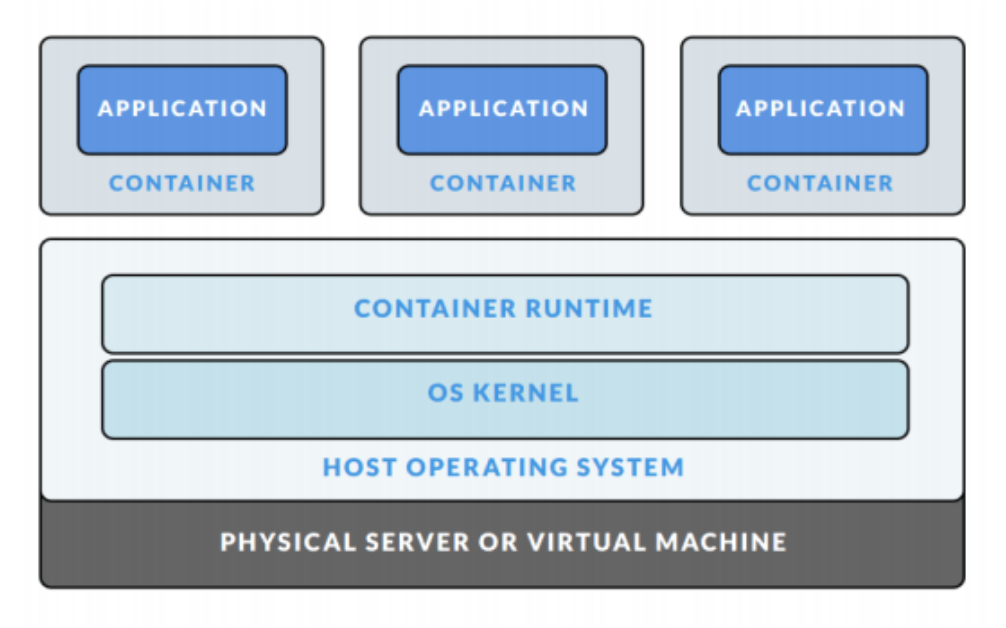 APPLICATION
APPLICATION
APPLICATION
CONTAINER
CONTAINER
CONTAINER
CONTAINER RUNTIME
OS KERNEL
HOST OPERATING SYSTEM
PHYSICAL SERVER OR VIRTUAL MACHINE